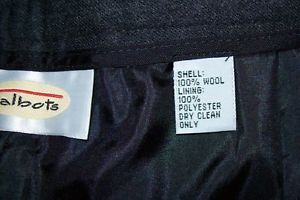 albots
SHELL:
100% WOOL
LINING:
100%
POLYESTER
DRY CLEAN
ONLY